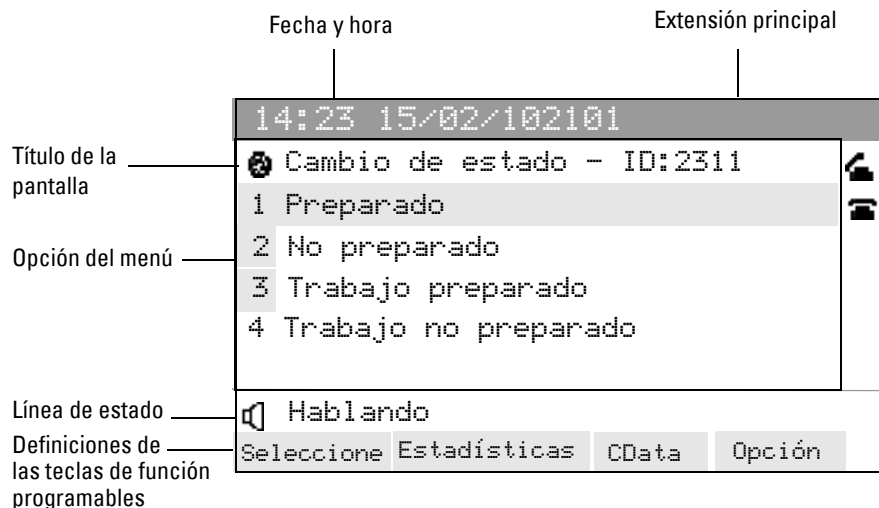 Fecha y hora
Extensión principal
14:23 15/02/102101
Título de la
pantalla
Cambio de estado - ID:2311
1 Preparado
Opción del menú
2 No preparado
3 Trabajo preparado
4 Trabajo no preparado
Línea de estado
Hablando
Definiciones de
las teclas de función
programables
Seleccione Estadísticas CData Opción